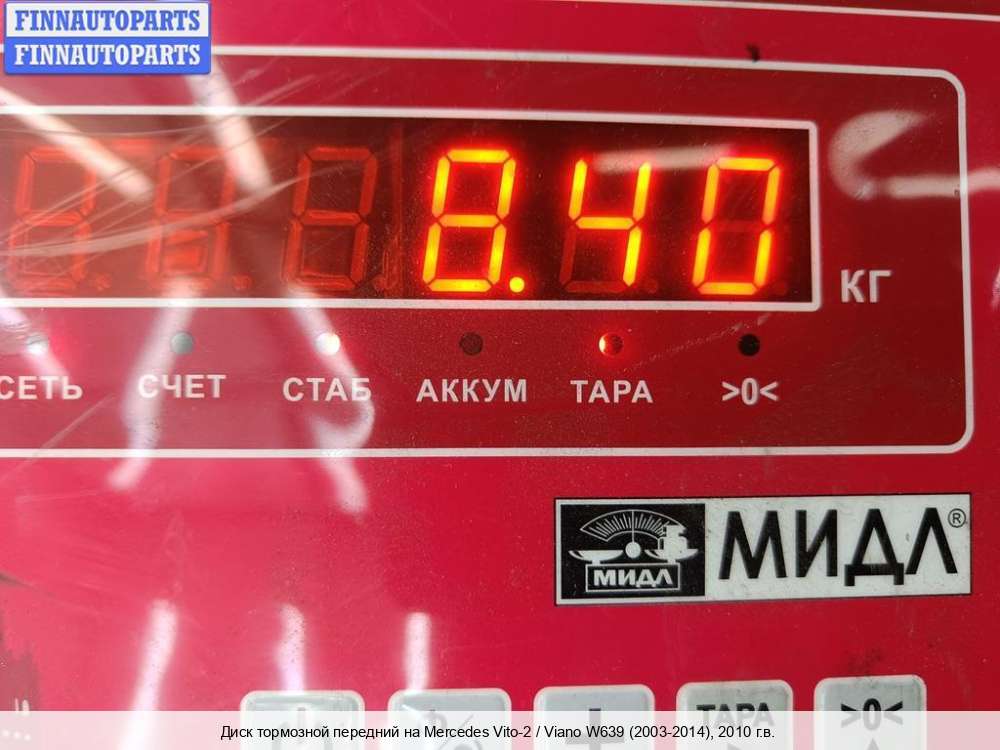 FINNAUTOPARTS
FINNAUTOPARTS
8.40
КГ
СЕТЬ СЧЕТ СТАБ АККУМ ТАРА >0<
МИДЛ МИДЛ®
ТАРА >0<
Диск тормозной передний на Mercedes Vito-2 / Viano W639 (2003-2014), 2010 г.в.